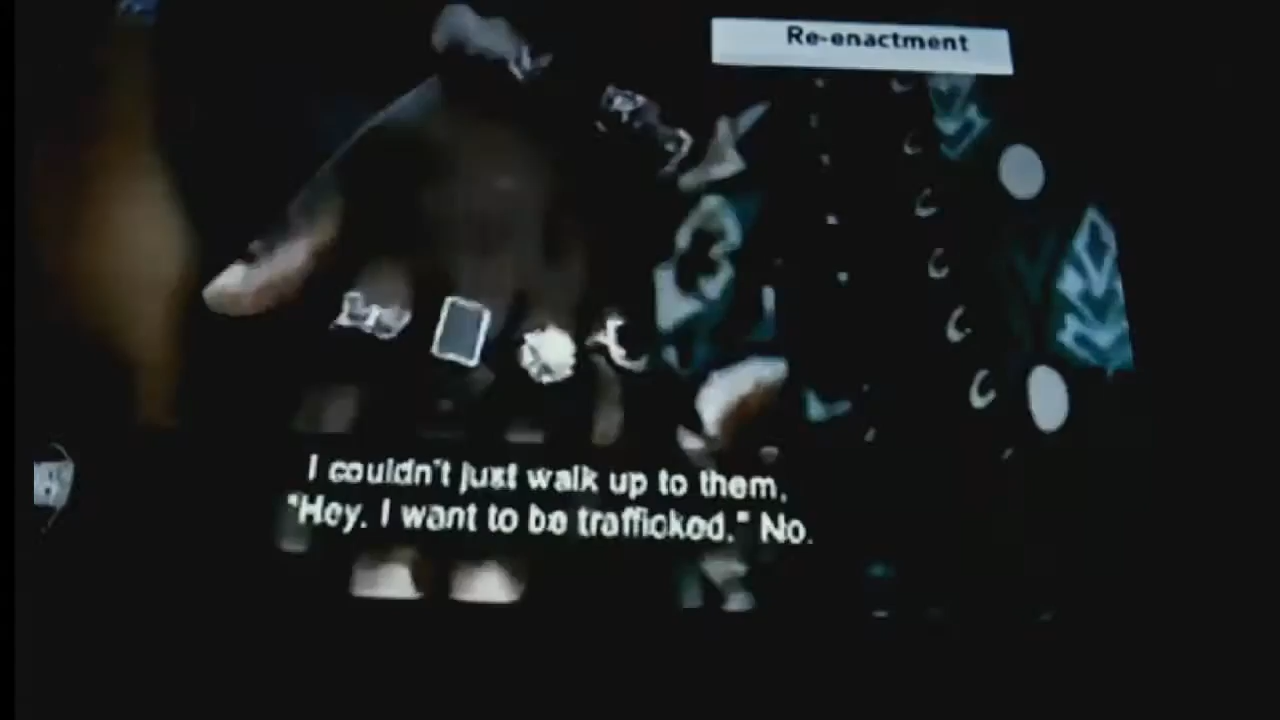 Re-enactment
I couldn't just walk up to them,
"Hey. I want to be trafficked." No.